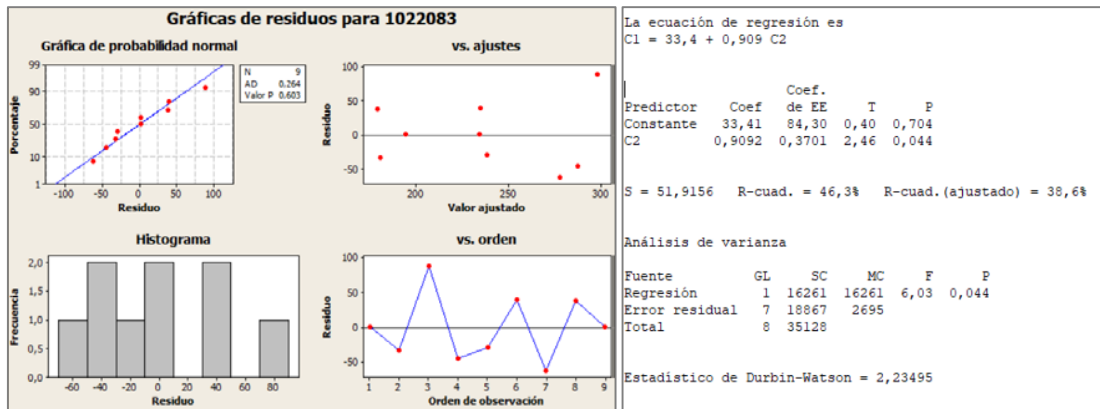 Gráficas de residuos para 1022083
Gráfica de probabilidad normal
99
90
50
10
1
Porcentaje
-100 -50 0 50 100
Residuo
N 9
AD 0.264
Valor P 0.603
vs. ajustes
100
50
0
-50
Residuo
200 250 300
Valor ajustado
Histograma
2,0
1,5
1,0
0,5
0,0
Frecuencia
-60 -40 -20 0 20 40 60 80
Residuo
vs. orden
100
50
0
-50
Residuo
1 2 3 4 5 6 7 8 9
Orden de observación
La ecuación de regresión es
C1 = 33,4 + 0,909 C2
Coef.
Predictor Coef de EE T P
Constante 33,41 84,30 0,40 0,704
C2 0,9092 0,3701 2,46 0,044
S = 51,9156 R-cuad. = 46,3% R-cuad.(ajustado) = 38,6%
Análisis de varianza
Fuente GL SC MC F P
Regresión 1 16261 16261 6,03 0,044
Error residual 7 18867 2695
Total 8 35128
Estadístico de Durbin-Watson = 2,23495